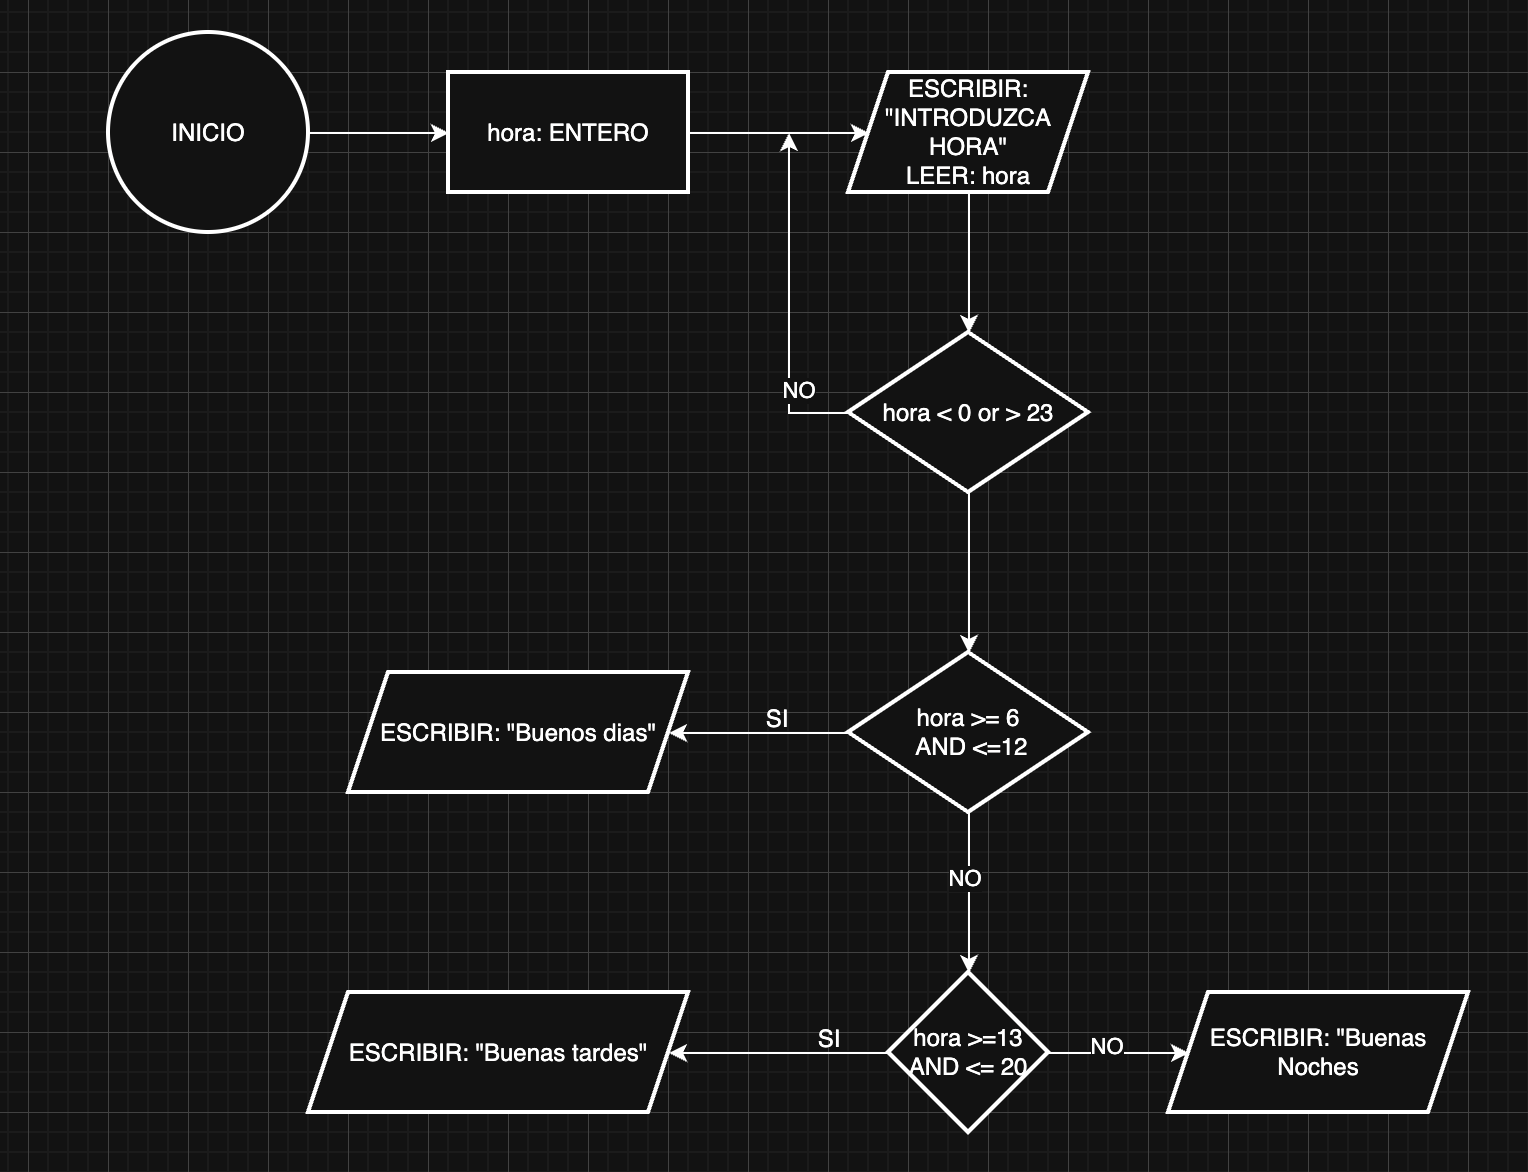 INICIO
hora: ENTERO
ESCRIBIR:
"INTRODUZCA
HORA"
LEER: hora
NO
hora < 0 or > 23
ESCRIBIR: "Buenos dias"
SI
hora >= 6
AND <=12
NO
ESCRIBIR: "Buenas tardes"
SI
hora >=13
AND <= 20
NO
ESCRIBIR: "Buenas
Noches